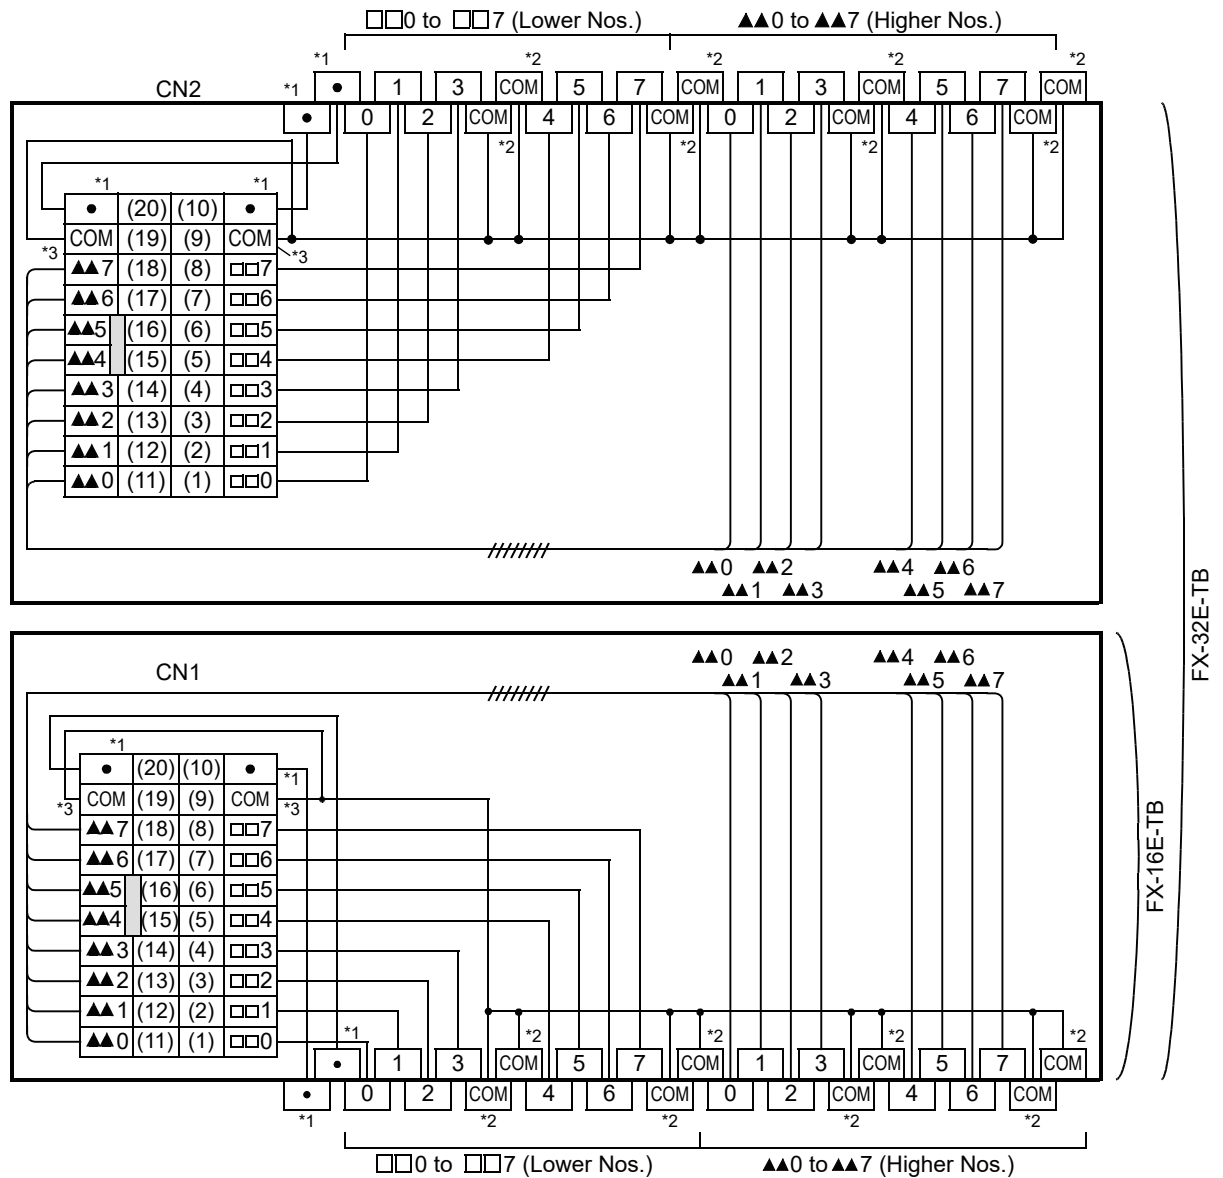 □□0 to □□7 (Lower Nos.) ▲▲0 to ▲▲7 (Higher Nos.)
*1 *2 *2 *2 *2
CN2 *1 • 1 3 COM 5 7 COM 1 3 COM 5 7 COM
• 0 2 COM 4 6 COM 0 2 COM 4 6 COM
*2 *2 *2 *2
*1 *1
• (20) (10) •
COM (19) (9) COM
*3 *3
▲▲7 (18) (8) □□7
▲▲6 (17) (7) □□6
▲▲5 (16) (6) □□5
▲▲4 (15) (5) □□4
▲▲3 (14) (4) □□3
▲▲2 (13) (3) □□2
▲▲1 (12) (2) □□1
▲▲0 (11) (1) □□0
▲▲0 ▲▲2 ▲▲4 ▲▲6
▲▲1 ▲▲3 ▲▲5 ▲▲7
FX-32E-TB
CN1
▲▲0 ▲▲2 ▲▲4 ▲▲6
▲▲1 ▲▲3 ▲▲5 ▲▲7
*1
• (20) (10) • *1
*3 COM (19) (9) COM *3
▲▲7 (18) (8) □□7
▲▲6 (17) (7) □□6
▲▲5 (16) (6) □□5
▲▲4 (15) (5) □□4
▲▲3 (14) (4) □□3
▲▲2 (13) (3) □□2
▲▲1 (12) (2) □□1
▲▲0 (11) (1) □□0
FX-16E-TB
*1 *2 *2 *2 *2
• 1 3 COM 5 7 COM 1 3 COM 5 7 COM
• 0 2 COM 4 6 COM 0 2 COM 4 6 COM
*1 *2 *2 *2 *2
□□0 to □□7 (Lower Nos.) ▲▲0 to ▲▲7 (Higher Nos.)